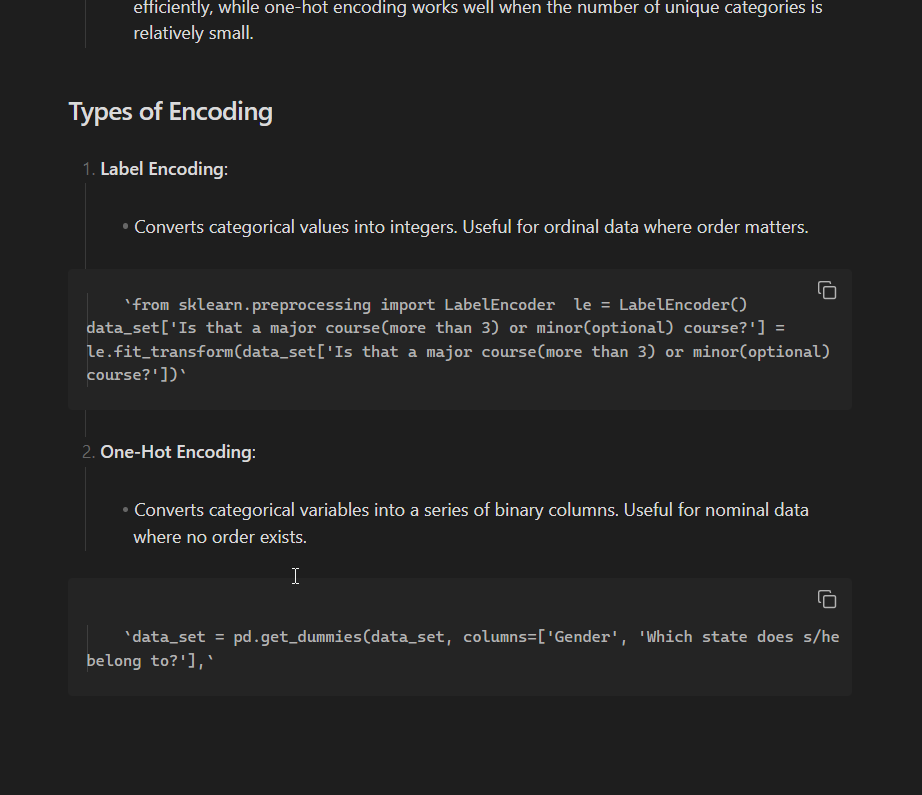 efficiently, while one-hot encoding works well when the number of unique categories is
relatively small.
Types of Encoding
1. Label Encoding:
• Converts categorical values into integers. Useful for ordinal data where order matters.
`from sklearn.preprocessing import LabelEncoder  le = LabelEncoder()
data_set['Is that a major course(more than 3) or minor(optional) course?'] =
le.fit_transform(data_set['Is that a major course(more than 3) or minor(optional)
course?'])`
2. One-Hot Encoding:
• Converts categorical variables into a series of binary columns. Useful for nominal data
where no order exists.
`data_set = pd.get_dummies(data_set, columns=['Gender', 'Which state does s/he
belong to?'],`